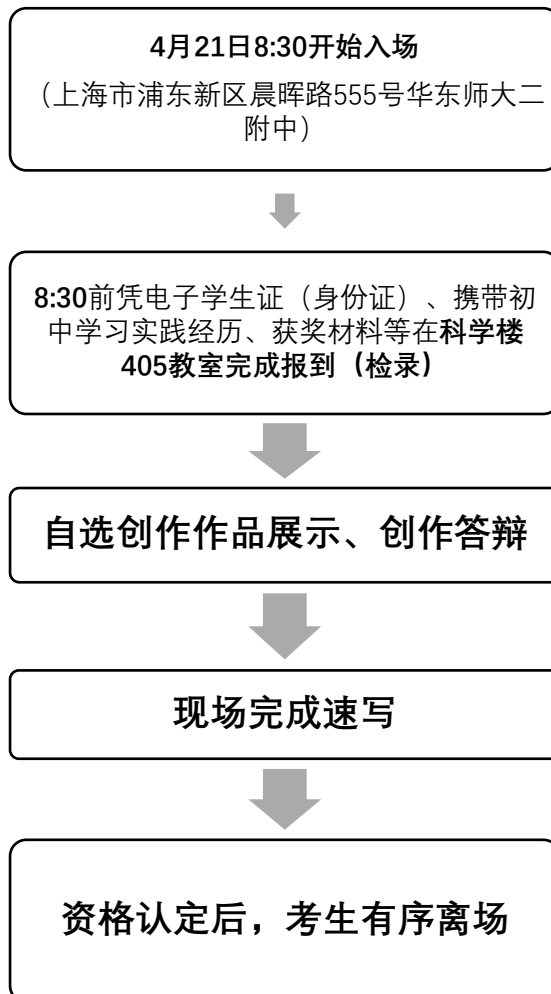 4月21日8:30开始入场
（上海市浦东新区晨晖路555号华东师大二
附中）
8:30前凭电子学生证（身份证）、携带初
中学习实践经历、获奖材料等在科学楼
405教室完成报到（检录）
自选创作作品展示、创作答辩
现场完成速写
资格认定后，考生有序离场